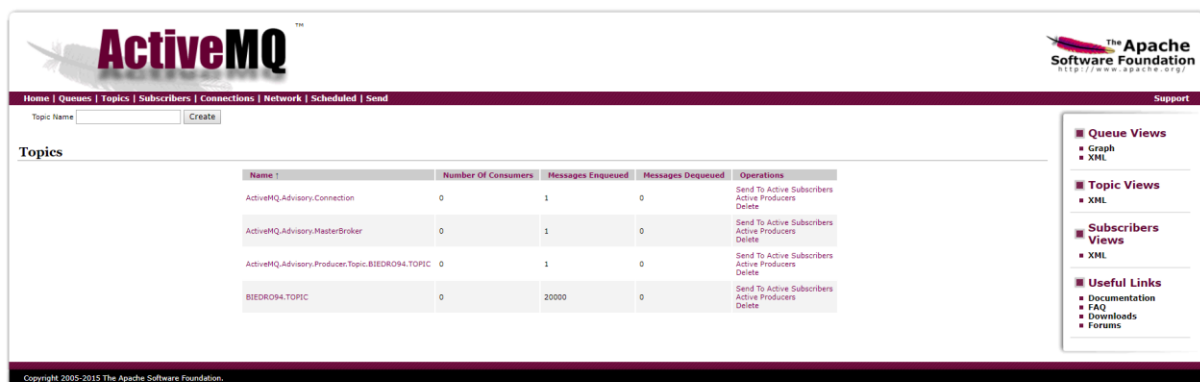 ActiveMQ ™
The Apache
Software Foundation
http://www.apache.org/
Home | Queues | Topics | Subscribers | Connections | Network | Scheduled | Send
Support
Topic Name
Create
Topics
Name ↑ Number Of Consumers Messages Enqueued Messages Dequeued Operations
ActiveMQ.Advisory.Connection 0 1 0 Send To Active Subscribers
Active Producers
Delete
ActiveMQ.Advisory.MasterBroker 0 1 0 Send To Active Subscribers
Active Producers
Delete
ActiveMQ.Advisory.Producer.Topic.BIEDRO94.TOPIC 0 1 0 Send To Active Subscribers
Active Producers
Delete
BIEDRO94.TOPIC 0 20000 0 Send To Active Subscribers
Active Producers
Delete
Queue Views
Graph
XML
Topic Views
XML
Subscribers
Views
XML
Useful Links
Documentation
FAQ
Downloads
Forums
Copyright 2005-2015 The Apache Software Foundation.